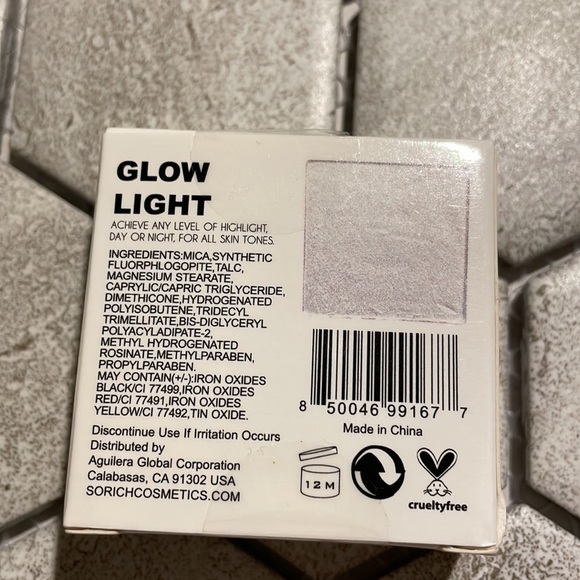 GLOW
LIGHT
ACHIEVE ANY LEVEL OF HIGHLIGHT,
DAY OR NIGHT, FOR ALL SKIN TONES.
INGREDIENTS:MICA,SYNTHETIC
FLUORPHLOGOPITE,TALC,
MAGNESIUM STEARATE,
CAPRYLIC/CAPRIC TRIGLYCERIDE,
DIMETHICONE,HYDROGENATED
POLYISOBUTENE,TRIDECYL
TRIMELLITATE,BIS-DIGLYCERYL
POLYACYLADIPATE-2,
METHYL HYDROGENATED
ROSINATE,METHYLPARABEN,
PROPYLPARABEN.
MAY CONTAIN(+/-):IRON OXIDES
BLACK/CI 77499,IRON OXIDES
RED/CI 77491,IRON OXIDES
YELLOW/CI 77492,TIN OXIDE.
Discontinue Use If Irritation Occurs
Distributed by
Aguilera Global Corporation
Calabasas, CA 91302 USA
SORICHCOSMETICS.COM
8 50046 99167 7
Made in China
12 M
crueltyfree